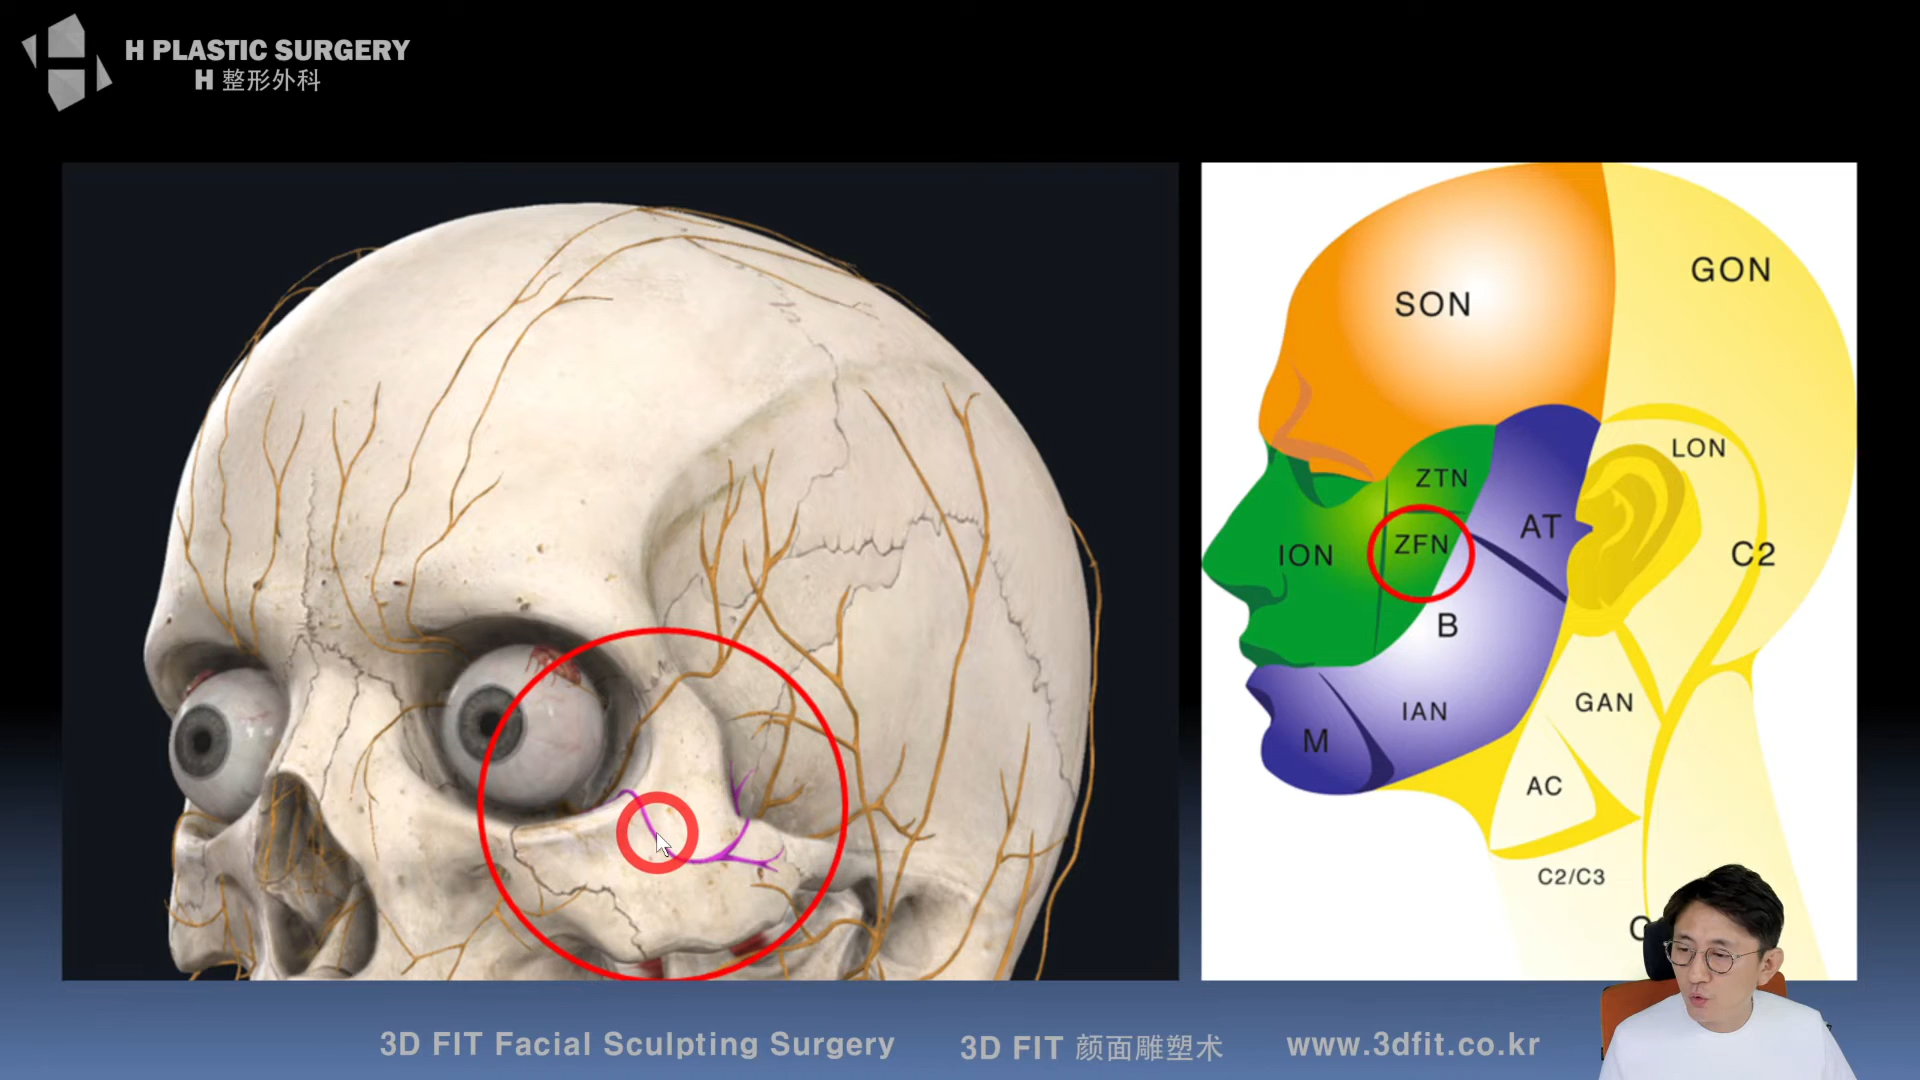 H PLASTIC SURGERY
H 整形外科
SON
GON
ZTN
LON
AT
ZFN
ION
C2
B
IAN
GAN
M
AC
C2/C3
3D FIT Facial Sculpting Surgery
3D FIT 颜面雕塑术
www.3dfit.co.kr